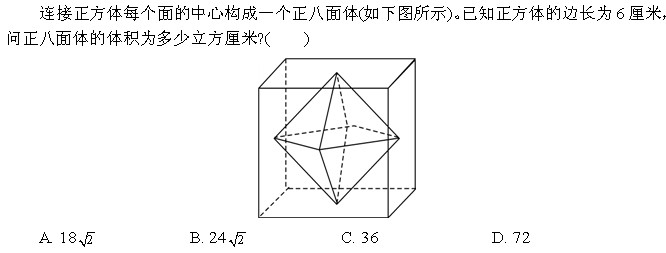 连接正方体每个面的中心构成一个正八面体(如下图所示)。已知正方体的边长为6厘米,
问正八面体的体积为多少立方厘米?(  )
A. 18√2 B. 24√2 C. 36 D. 72